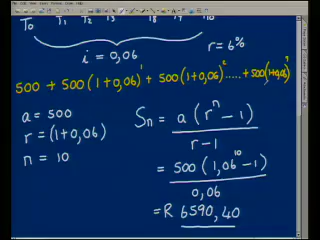 T₀ T₁ T₂ T₃ T₉ T₁₀
i = 0,06 r = 6%
500 + 500(1+0,06)¹ + 500(1+0,06)² ..... + 500(1+0,06)⁹
a = 500
r = (1+0,06)
n = 10
Sn = a(rⁿ - 1) / r - 1
= 500(1,06¹⁰ - 1) / 0,06
= R 6590,40